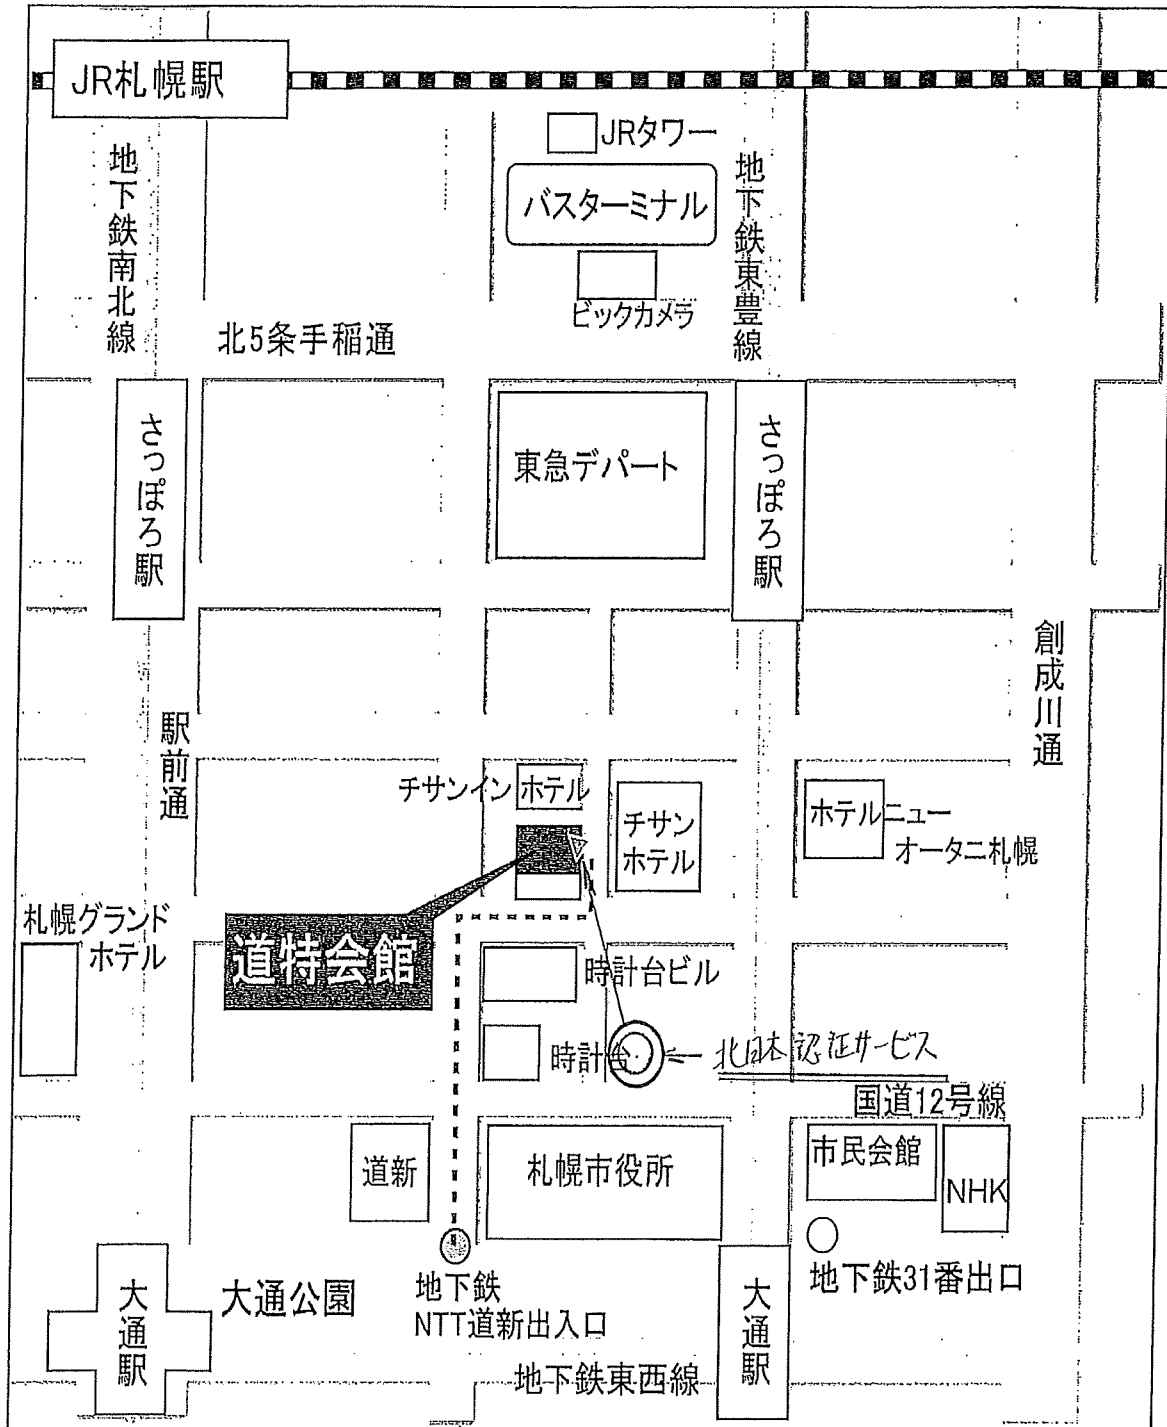 JR札幌駅
JRタワー
バスターミナル
ビックカメラ
地下鉄南北線
地下鉄東豊線
北5条手稲通
さっぽろ駅
東急デパート
さっぽろ駅
創成川通
駅前通
チサンイン ホテル
チサン
ホテル
ホテルニュー
オータニ札幌
札幌グランド
ホテル
道特会館
時計台ビル
時計台
北日本認証サービス
国道12号線
道新
札幌市役所
市民会館
NHK
地下鉄31番出口
大通駅
大通公園
地下鉄
NTT道新出入口
大通駅
地下鉄東西線